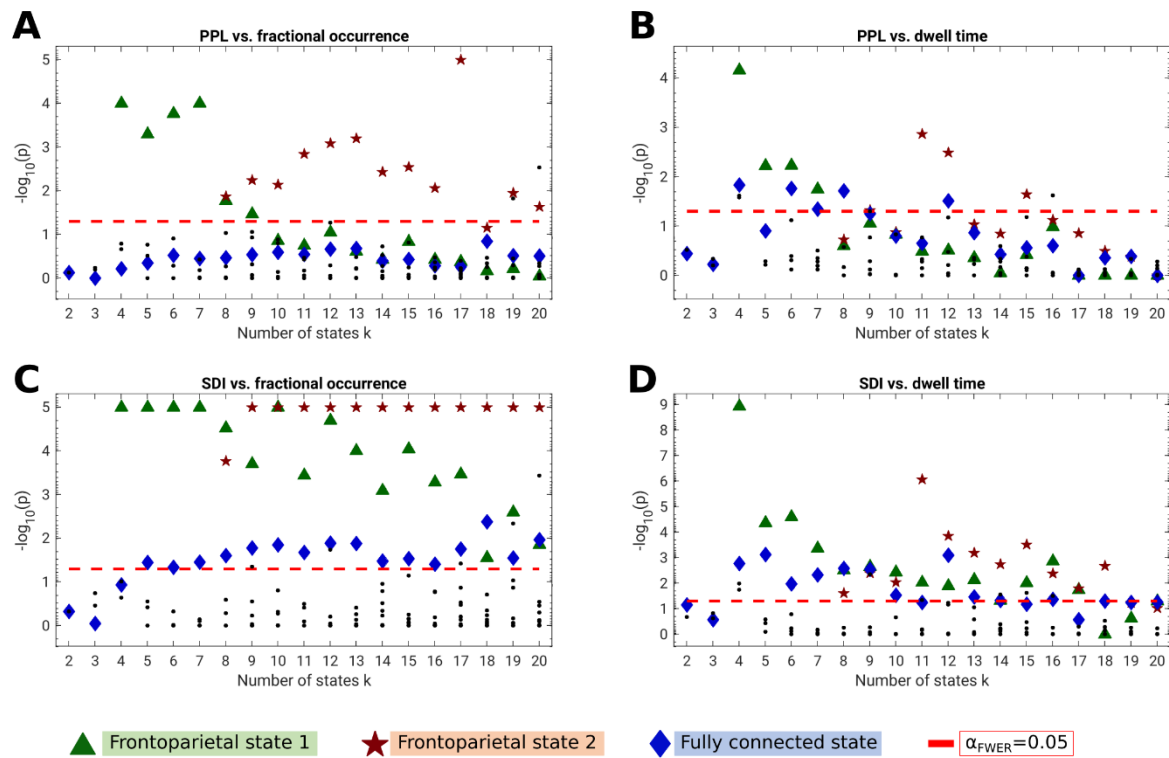 A
PPL vs. fractional occurrence
5
4
3
2
1
0
-log10(p)
2 3 4 5 6 7 8 9 10 11 12 13 14 15 16 17 18 19 20
Number of states k
B
PPL vs. dwell time
4
3
2
1
0
-log10(p)
2 3 4 5 6 7 8 9 10 11 12 13 14 15 16 17 18 19 20
Number of states k
C
SDI vs. fractional occurrence
5
4
3
2
1
0
-log10(p)
2 3 4 5 6 7 8 9 10 11 12 13 14 15 16 17 18 19 20
Number of states k
D
SDI vs. dwell time
9
8
7
6
5
4
3
2
1
0
-log10(p)
2 3 4 5 6 7 8 9 10 11 12 13 14 15 16 17 18 19 20
Number of states k
Frontoparietal state 1 Frontoparietal state 2 Fully connected state αFWER=0.05